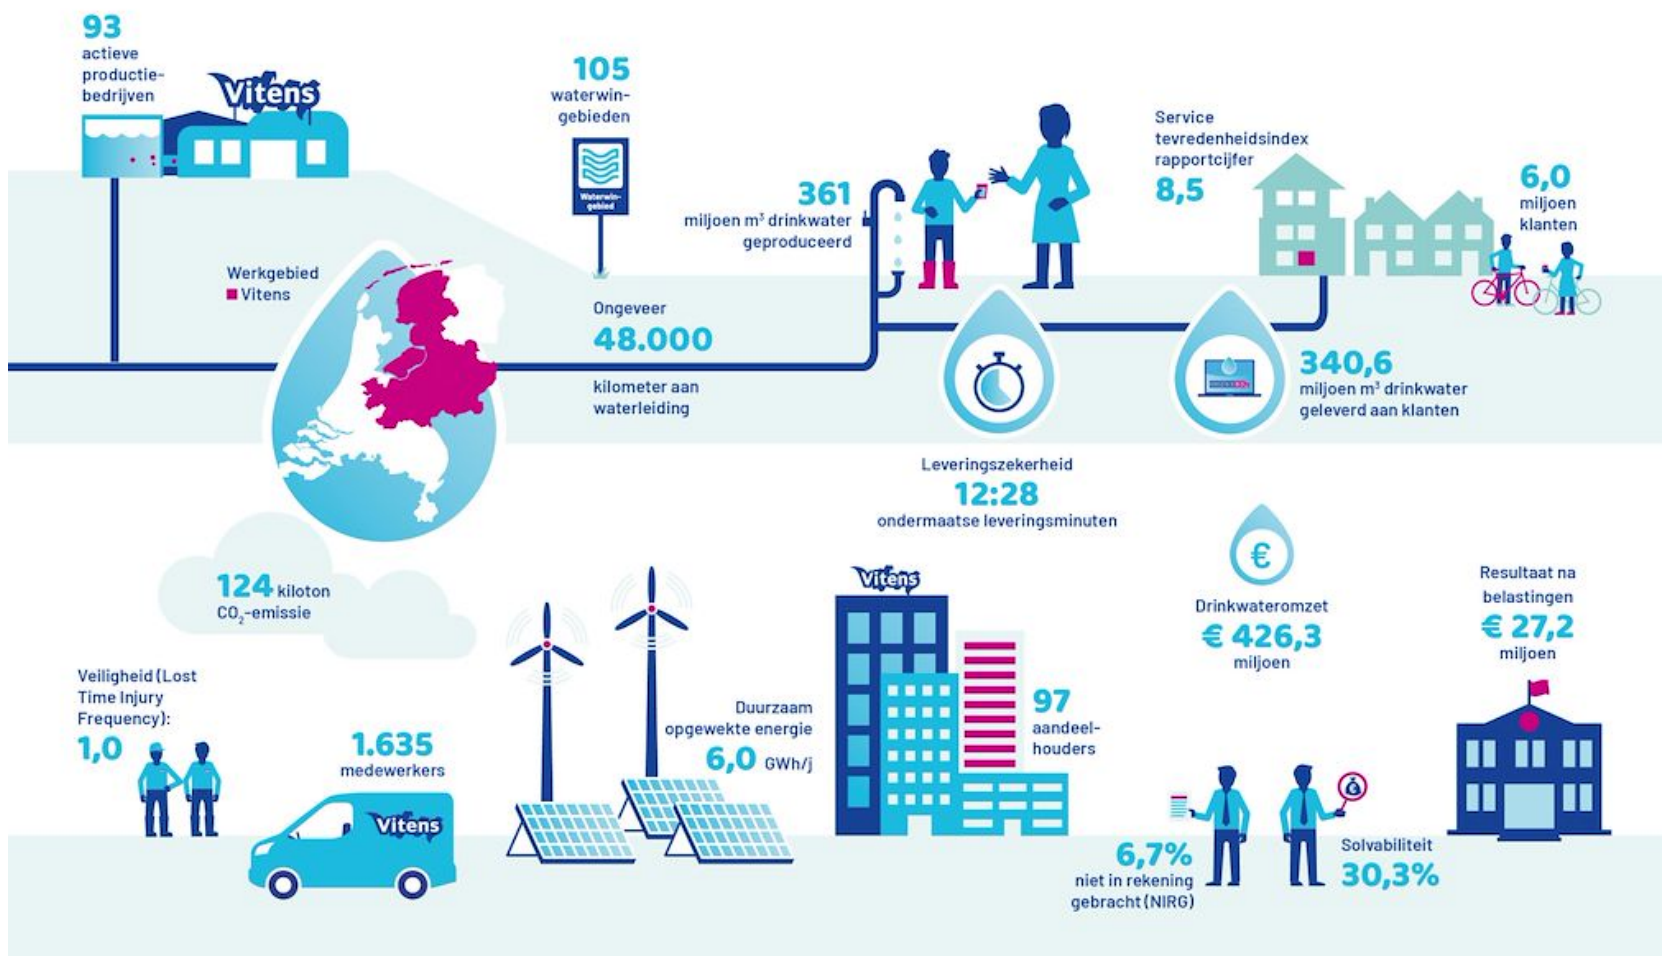 93
actieve
productie-
bedrijven
Vitens
105
waterwin-
gebieden
Waterwin-
gebied
361
miljoen m³ drinkwater
geproduceerd
Service
tevredenheidsindex
rapportcijfer
8,5
6,0
miljoen
klanten
Werkgebied
Vitens
Ongeveer
48.000
kilometer aan
waterleiding
340,6
miljoen m³ drinkwater
geleverd aan klanten
Leveringszekerheid
12:28
ondermaatse leveringsminuten
124 kiloton
CO₂-emissie
€
Drinkwateromzet
€ 426,3
miljoen
Resultaat na
belastingen
€ 27,2
miljoen
Veiligheid (Lost
Time Injury
Frequency):
1,0
1.635
medewerkers
Vitens
Duurzaam
opgewekte energie
6,0 GWh/j
Vitens
97
aandeel-
houders
6,7%
niet in rekening
gebracht (NIRG)
€
Solvabiliteit
30,3%